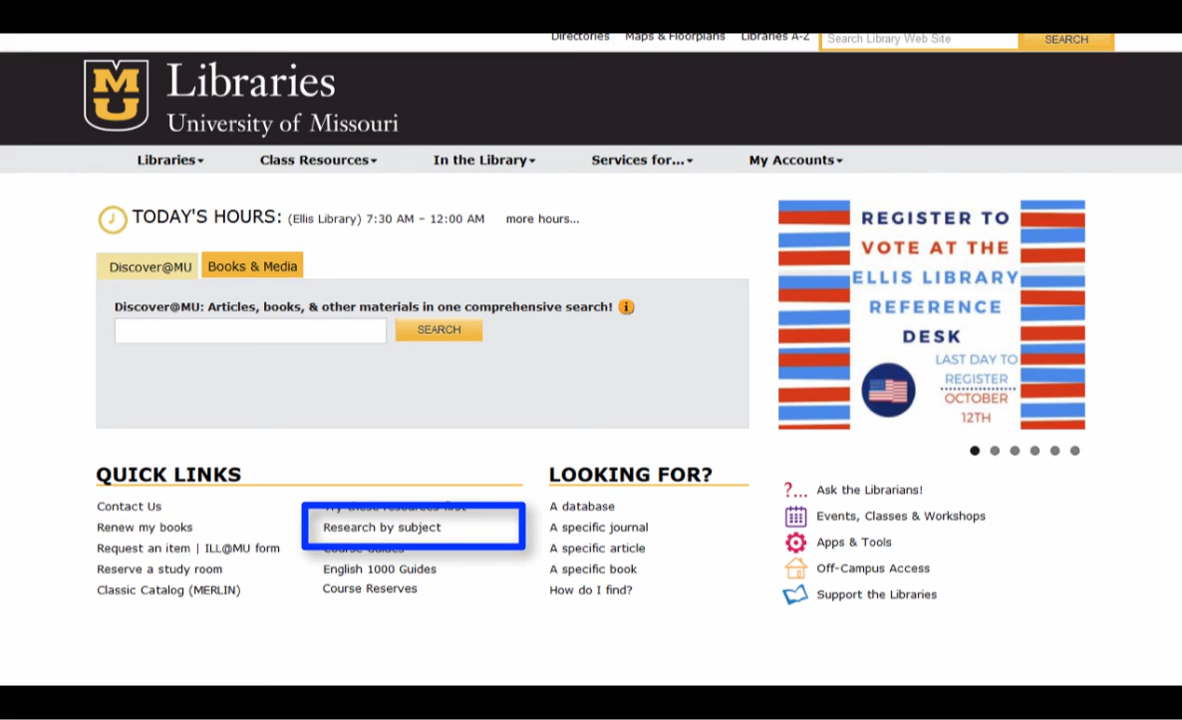 Directories Maps & Floorplans Libraries A-Z Search Library Web Site SEARCH
MU Libraries
University of Missouri
Libraries Class Resources In the Library Services for... My Accounts
TODAY'S HOURS: (Ellis Library) 7:30 AM - 12:00 AM more hours...
Discover@MU Books & Media
Discover@MU: Articles, books, & other materials in one comprehensive search! i
SEARCH
REGISTER TO
VOTE AT THE
ELLIS LIBRARY
REFERENCE
DESK
LAST DAY TO
REGISTER
OCTOBER
12TH
QUICK LINKS
Contact Us
Renew my books
Request an item | ILL@MU form
Reserve a study room
Classic Catalog (MERLIN)
Try these resources first
Research by subject
Course Guides
English 1000 Guides
Course Reserves
LOOKING FOR?
A database
A specific journal
A specific article
A specific book
How do I find?
?... Ask the Librarians!
Events, Classes & Workshops
Apps & Tools
Off-Campus Access
Support the Libraries